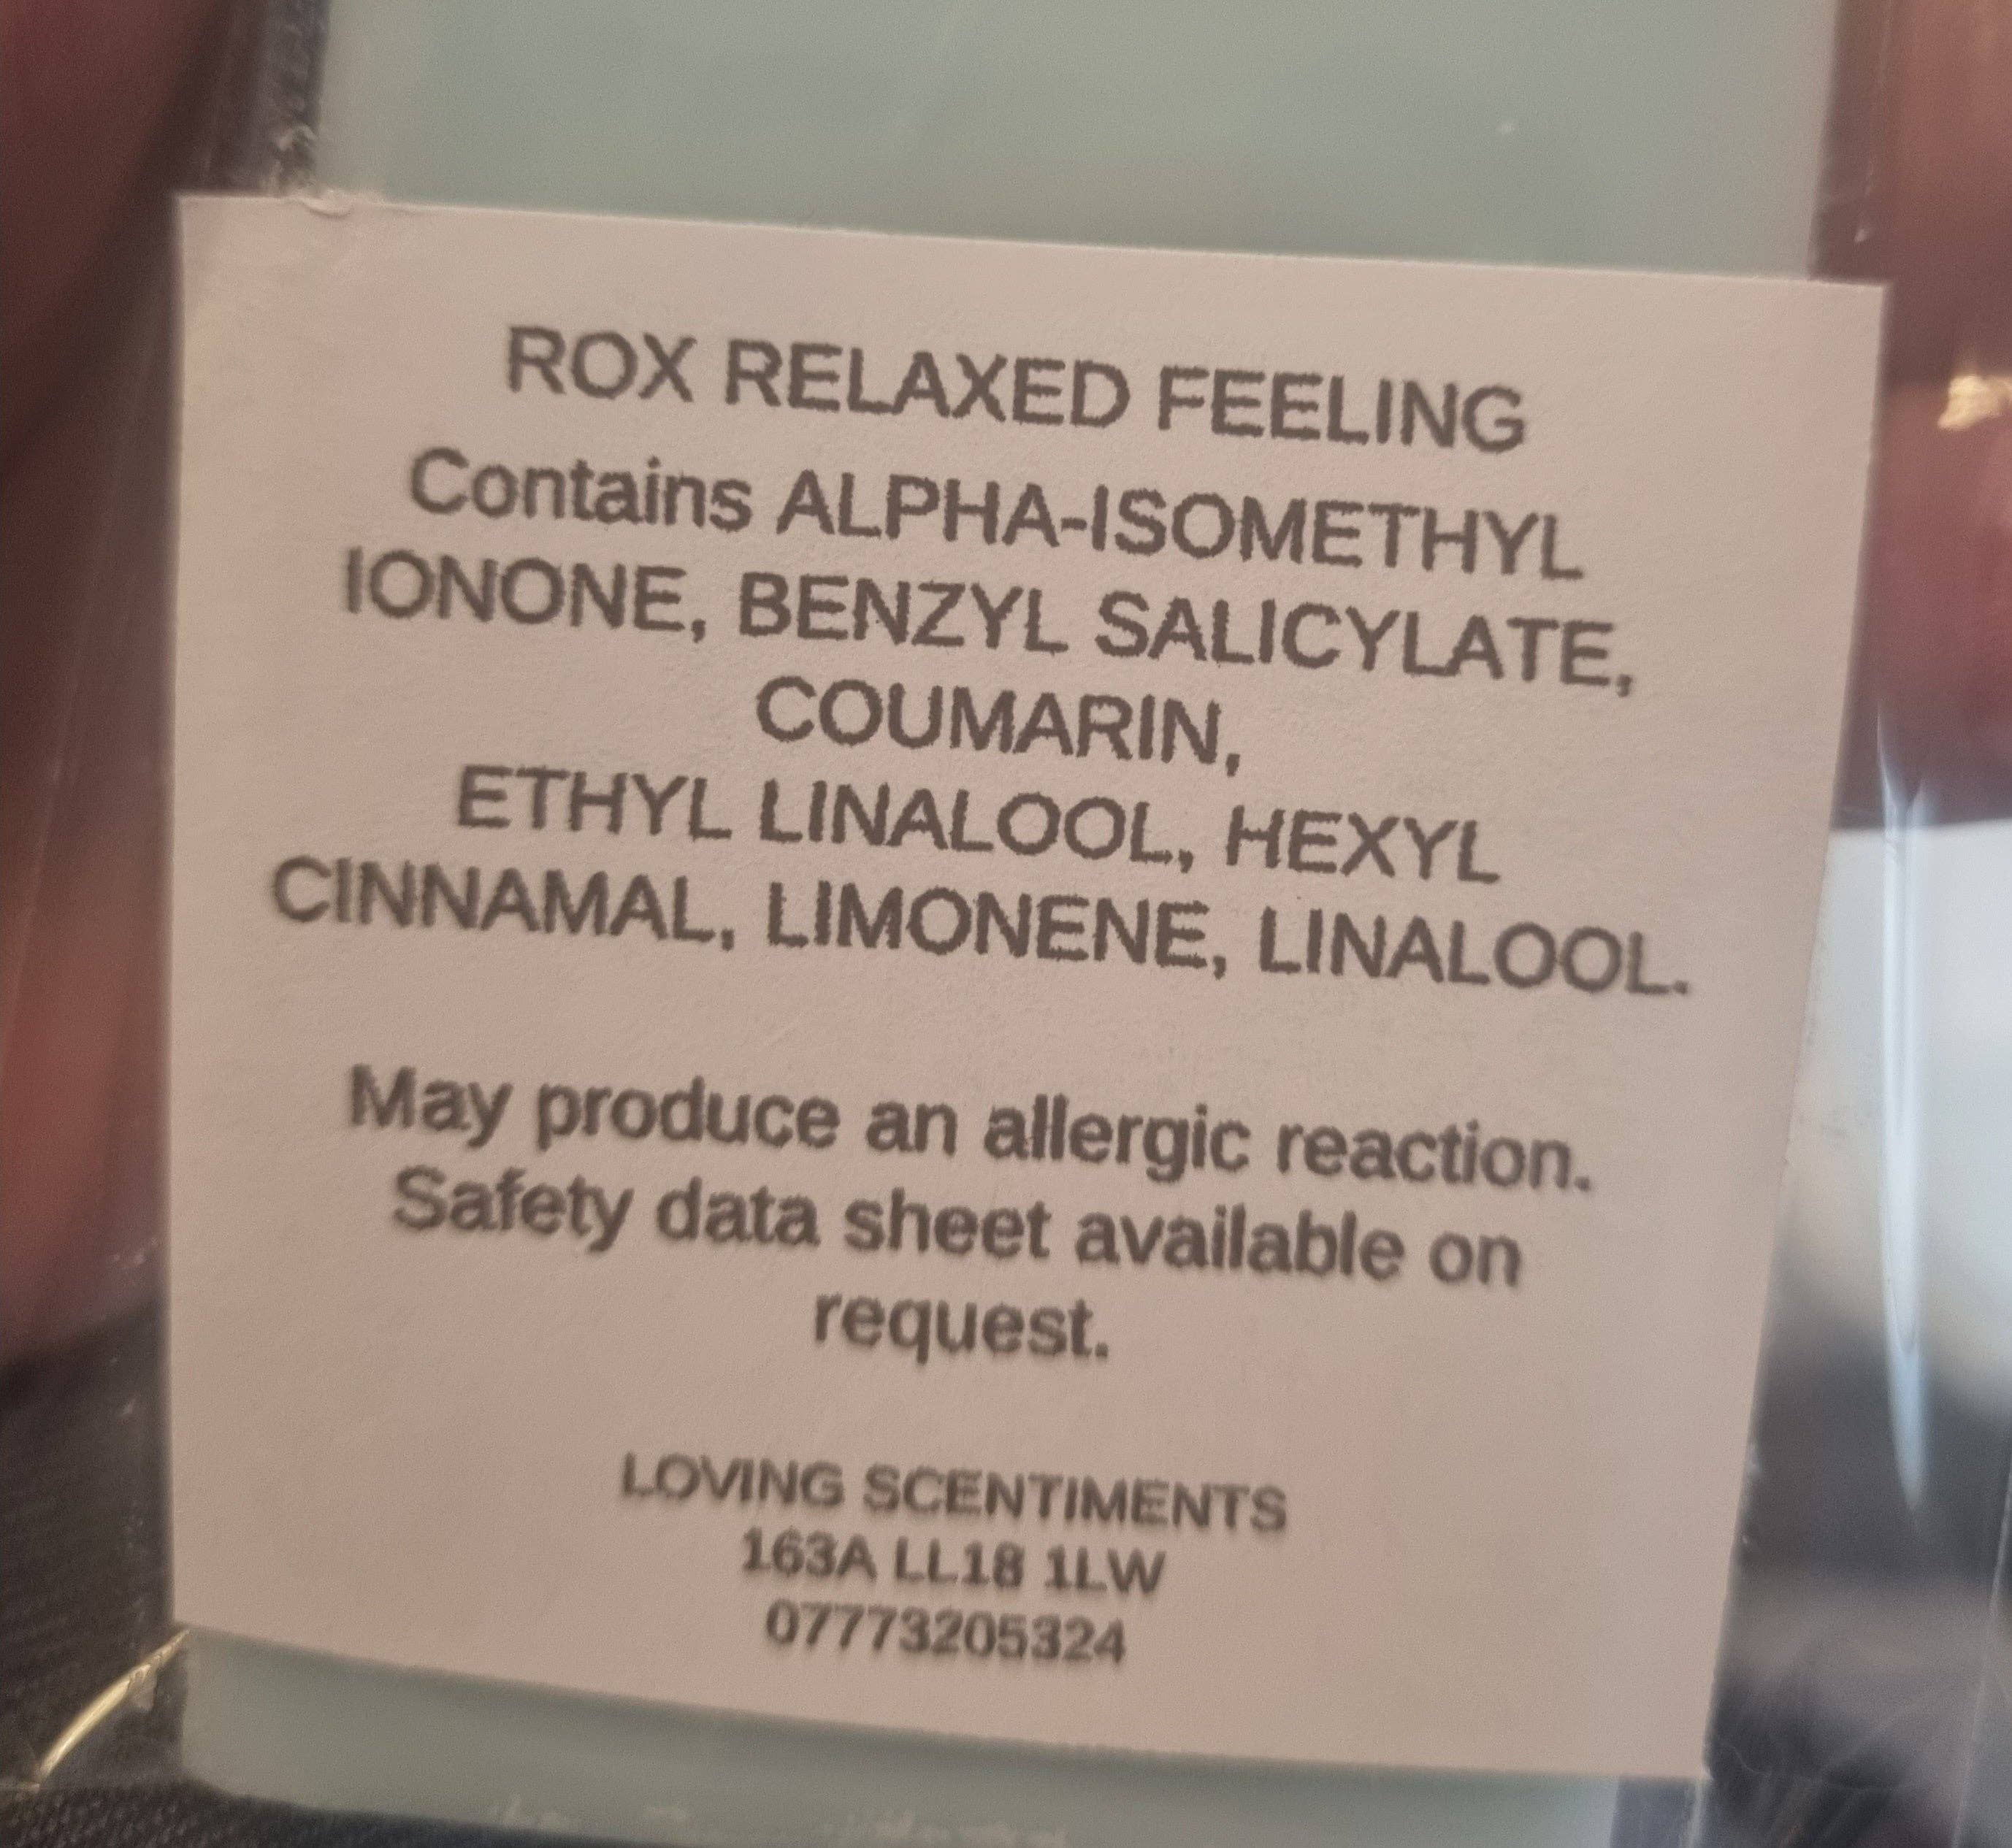 ROX RELAXED FEELING
Contains ALPHA-ISOMETHYL
IONONE, BENZYL SALICYLATE,
COUMARIN,
ETHYL LINALOOL, HEXYL
CINNAMAL, LIMONENE, LINALOOL.
May produce an allergic reaction.
Safety data sheet available on
request.
LOVING SCENTIMENTS
163A LL18 1LW
07773205324